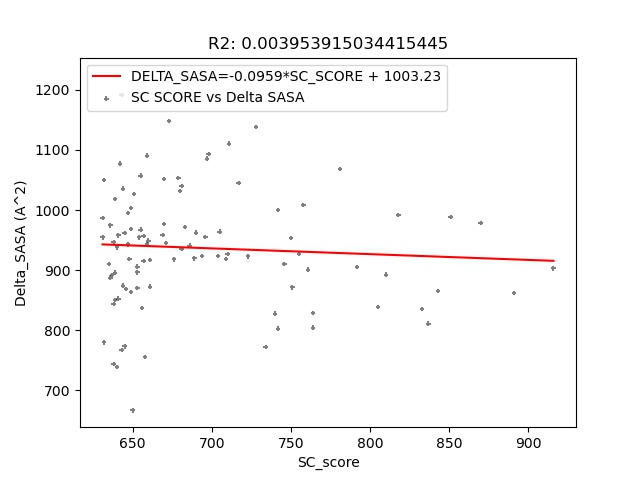 R2: 0.003953915034415445
DELTA_SASA=-0.0959*SC_SCORE + 1003.23
SC SCORE vs Delta SASA
Delta_SASA (A^2)
1200
1100
1000
900
800
700
650 700 750 800 850 900
SC_score